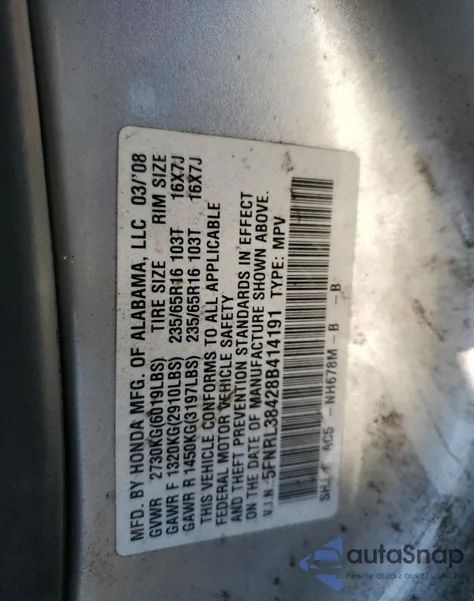 MFD. BY HONDA MFG. OF ALABAMA, LLC 03/'08
GVWR 2730KG(6019LBS) TIRE SIZE RIM SIZE
GAWR F 1320KG(2910LBS) 235/65R16 103T 16X7J
GAWR R 1450KG(3197LBS) 235/65R16 103T 16X7J
THIS VEHICLE CONFORMS TO ALL APPLICABLE
FEDERAL MOTOR VEHICLE SAFETY
AND THEFT PREVENTION STANDARDS IN EFFECT
ON THE DATE OF MANUFACTURE SHOWN ABOVE.
V.I.N.: 5FNRL38428B414191 TYPE: MPV
AC5 -NH678M -B -B
autoSnap